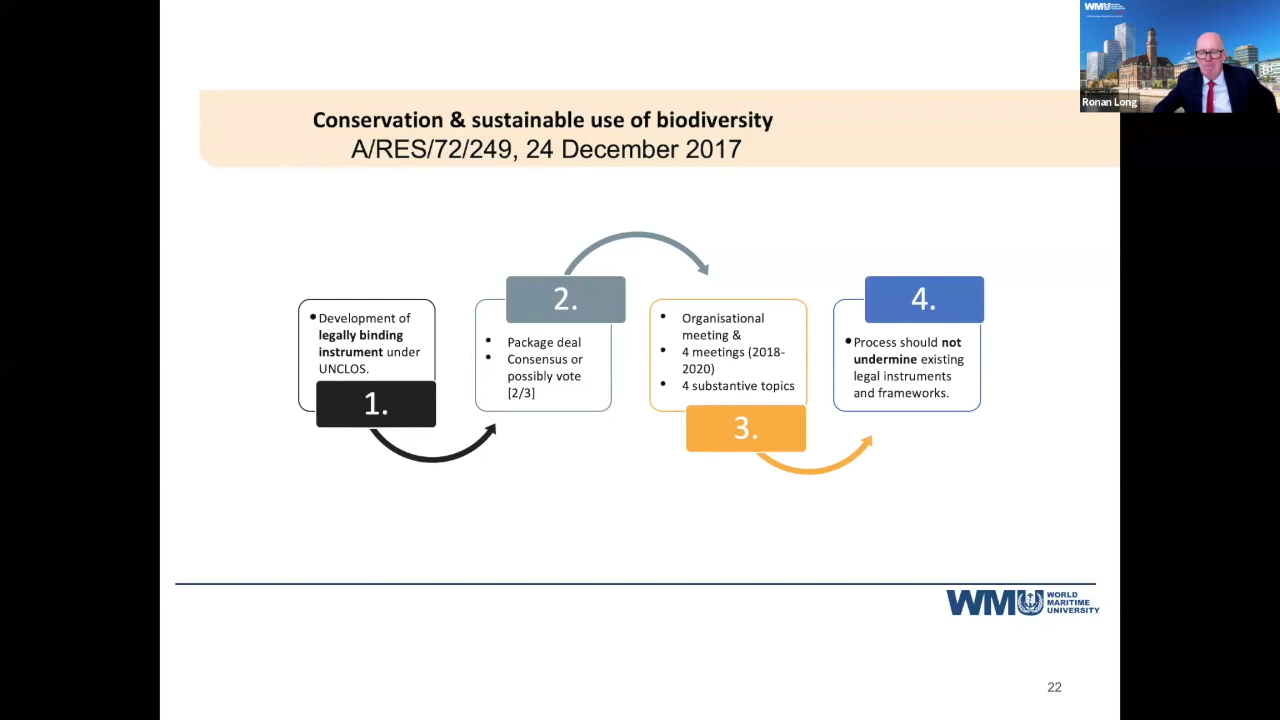 WMU
Ronan Long
Conservation & sustainable use of biodiversity
A/RES/72/249, 24 December 2017
• Development of
legally binding
instrument under
UNCLOS.
1.
2.
• Package deal
• Consensus or
possibly vote
[2/3]
• Organisational
meeting &
• 4 meetings (2018-
2020)
• 4 substantive topics
3.
4.
• Process should not
undermine existing
legal instruments
and frameworks.
WMU WORLD
MARITIME
UNIVERSITY
22